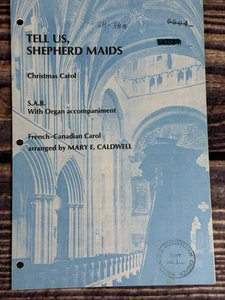 TELL US,
SHEPHERD MAIDS
Christmas Carol
S.A.B.
With Organ accompaniment
French-Canadian Carol
arranged by MARY E. CALDWELL